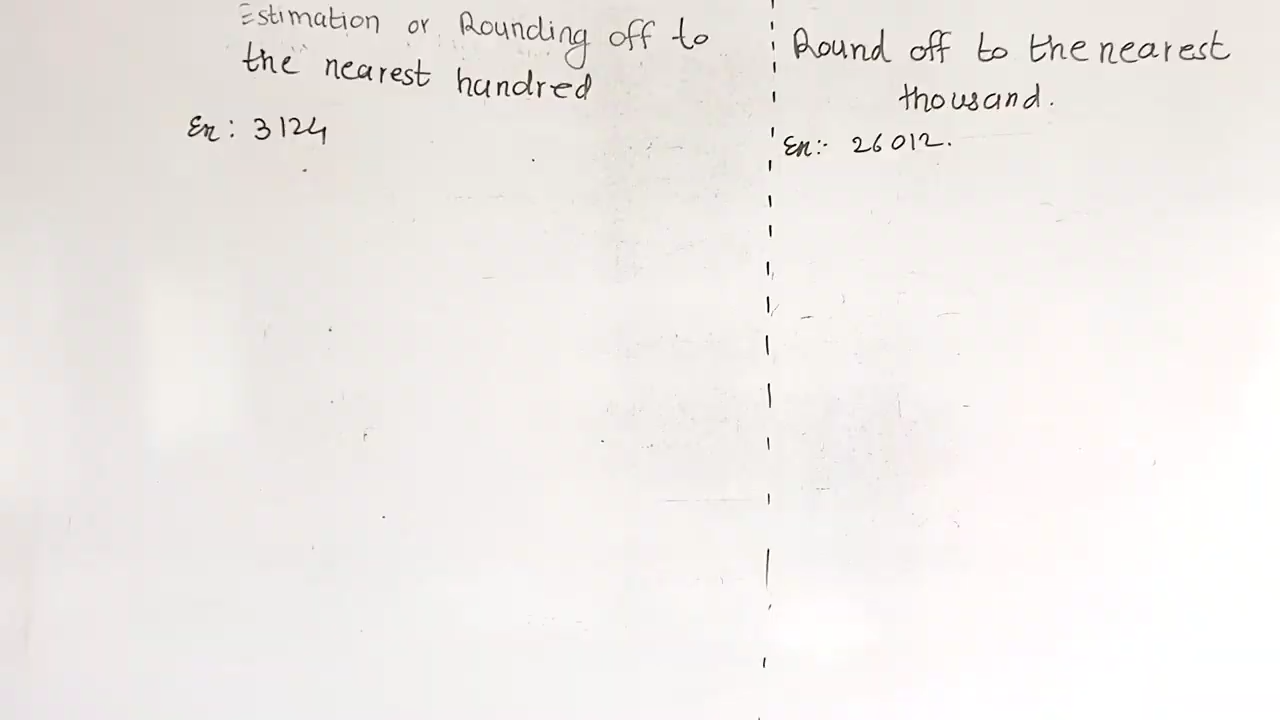 Estimation or Rounding off to
the nearest hundred
Ex: 3124
Round off to the nearest
thousand.
Ex:- 26012.